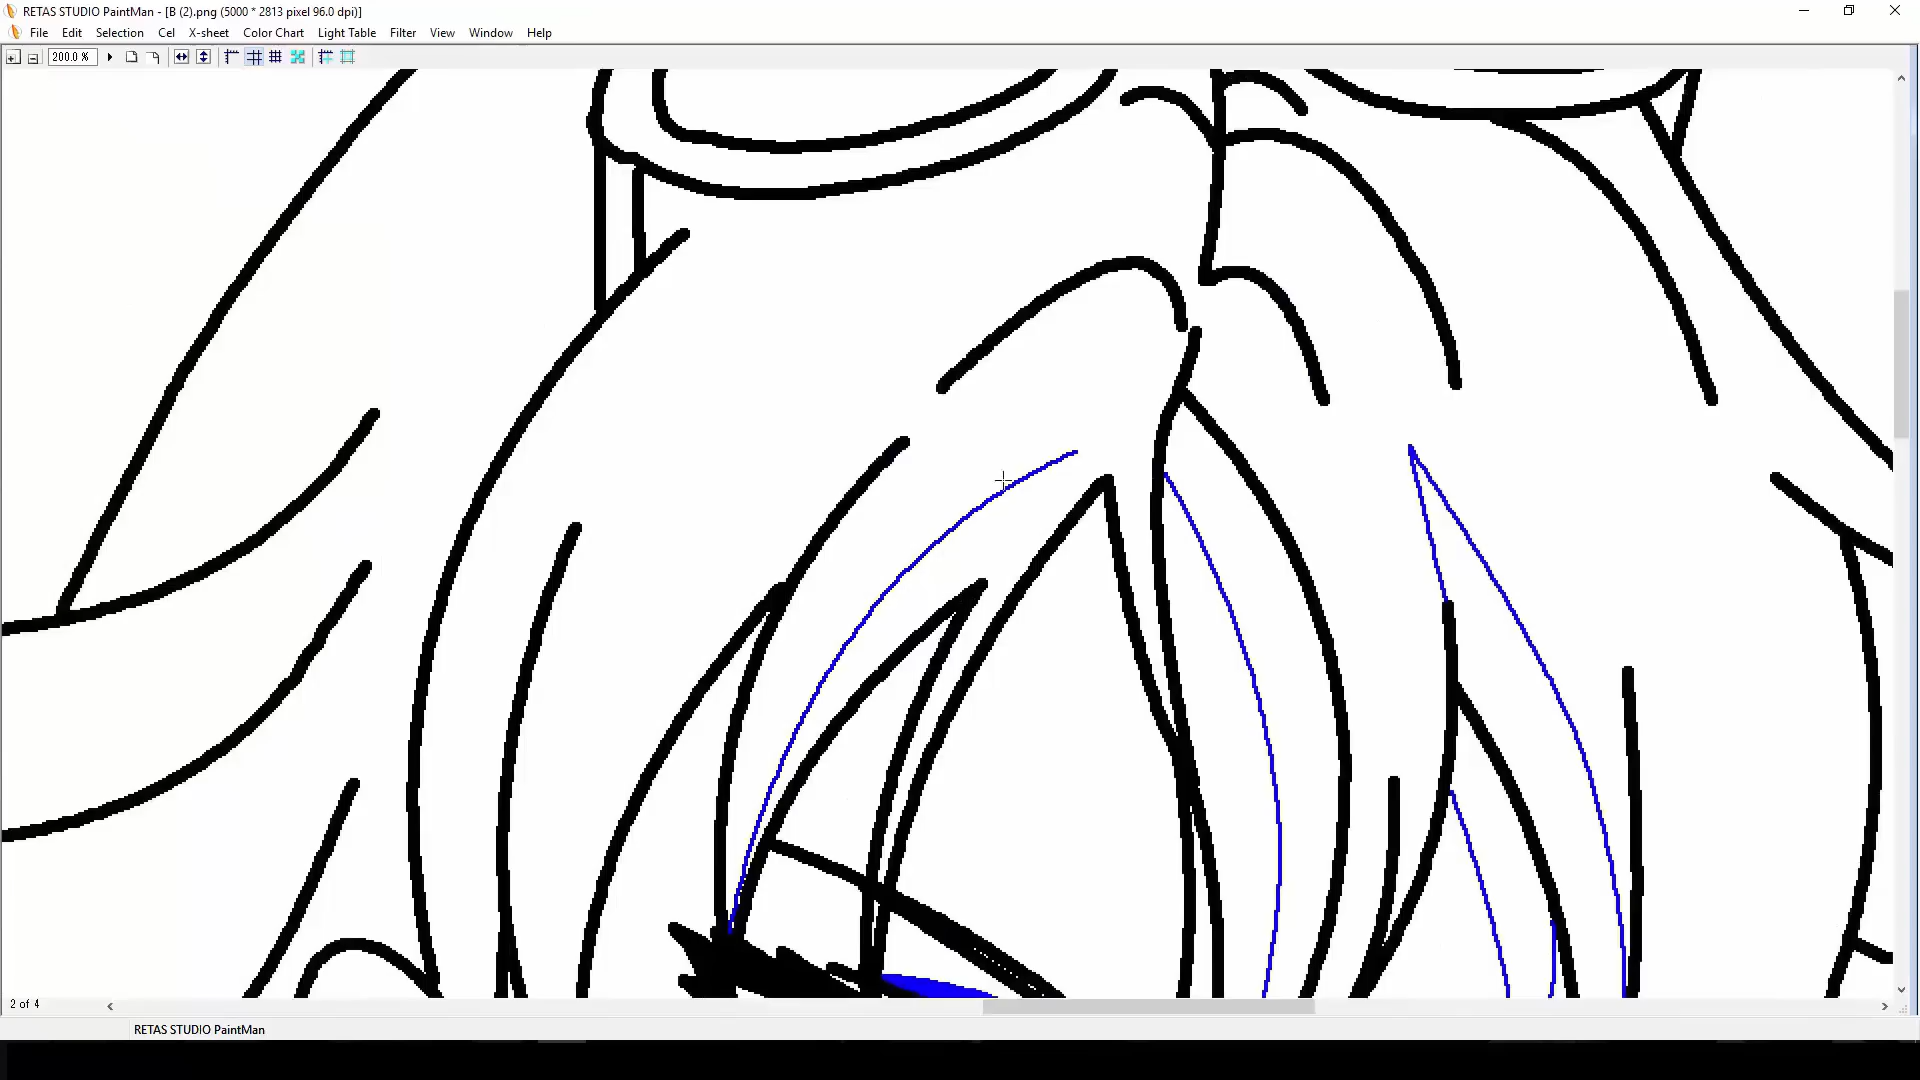 RETAS STUDIO PaintMan - [B (2).png (5000 * 2813 pixel 96.0 dpi)]
File Edit Selection Cel X-sheet Color Chart Light Table Filter View Window Help
200.0 %
2 of 4
RETAS STUDIO PaintMan